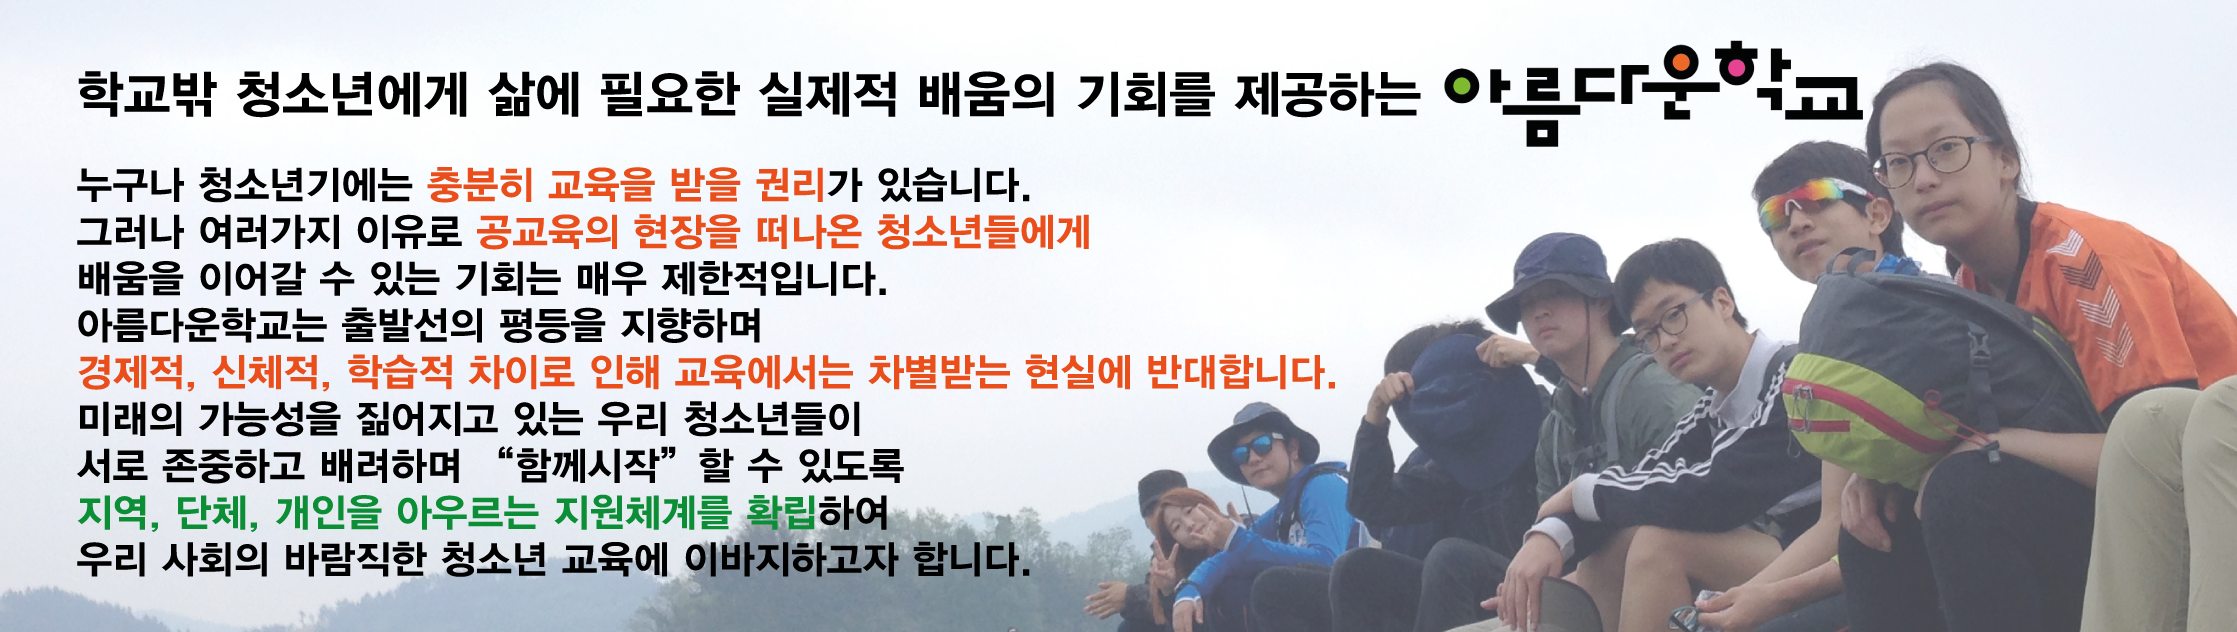 학교밖 청소년에게 삶에 필요한 실제적 배움의 기회를 제공하는 아름다운학교
누구나 청소년기에는 충분히 교육을 받을 권리가 있습니다.
그러나 여러가지 이유로 공교육의 현장을 떠나온 청소년들에게
배움을 이어갈 수 있는 기회는 매우 제한적입니다.
아름다운학교는 출발선의 평등을 지향하며
경제적, 신체적, 학습적 차이로 인해 교육에서는 차별받는 현실에 반대합니다.
미래의 가능성을 짊어지고 있는 우리 청소년들이
서로 존중하고 배려하며 “함께시작” 할 수 있도록
지역, 단체, 개인을 아우르는 지원체계를 확립하여
우리 사회의 바람직한 청소년 교육에 이바지하고자 합니다.